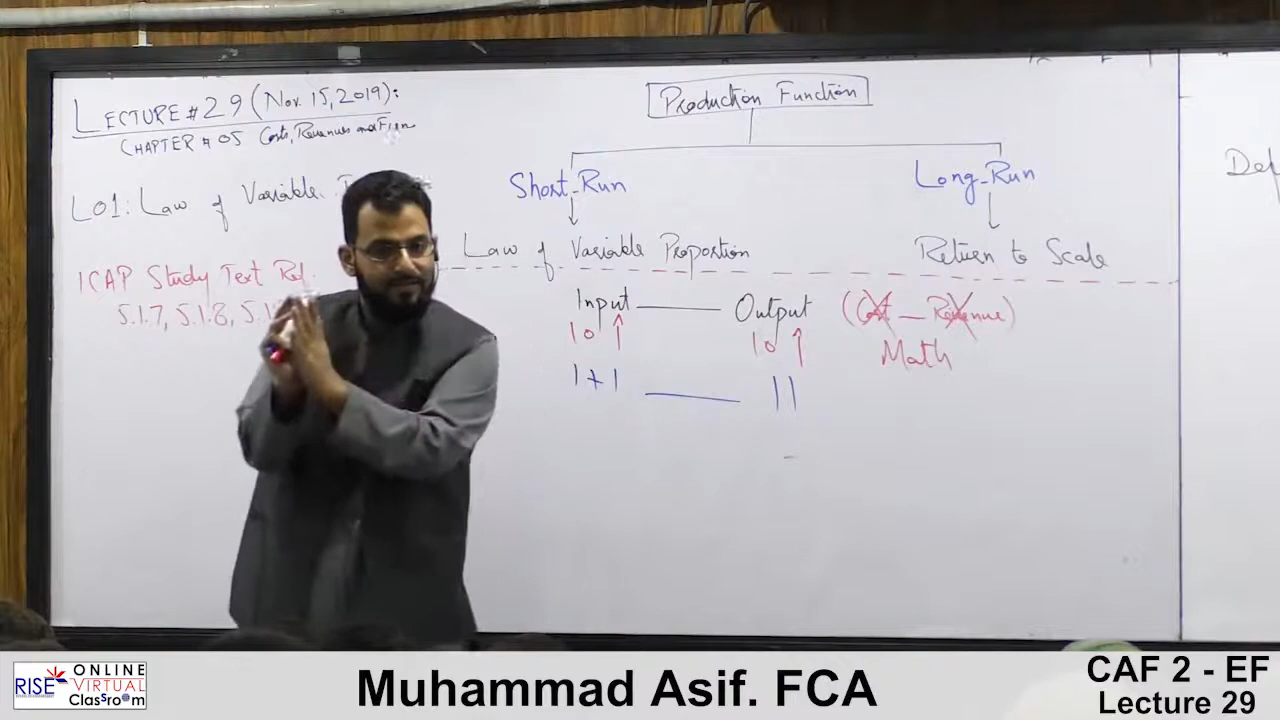 LECTURE # 29 (Nov. 15, 2019):
CHAPTER # 05 Costs, Revenues and Firm
LO1: Law of Variable
ICAP Study Text Ref.
5.1.7, 5.1.8, 5.1
Production Function
Short-Run Long-Run
Law of Variable Proportion Return to Scale
Input Output (Cost Revenue)
10 10 Math
1+1 11
Def
RISE
ONLINE
VIRTUAL
ClassrOOm
Muhammad Asif. FCA
CAF 2 - EF
Lecture 29